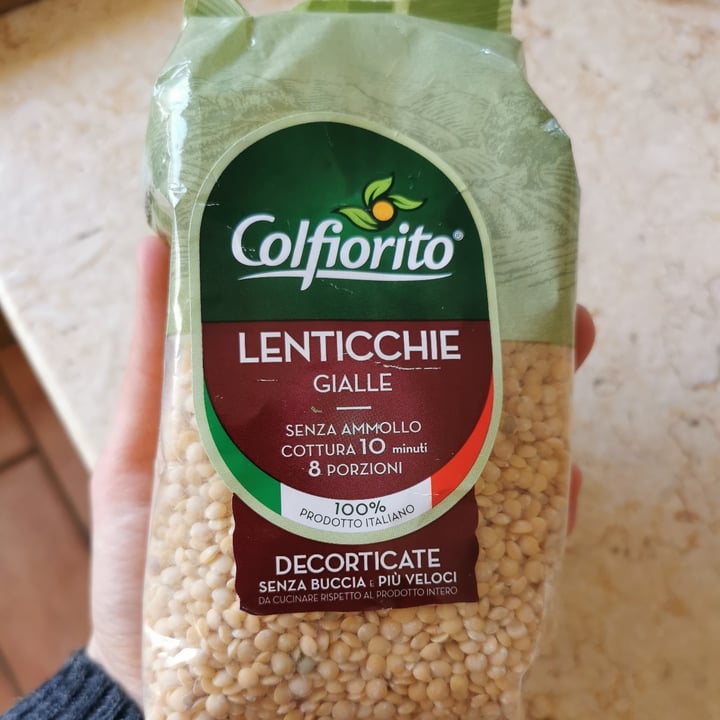 Colfiorito®
LENTICCHIE
GIALLE
SENZA AMMOLLO
COTTURA 10 minuti
8 PORZIONI
100%
PRODOTTO ITALIANO
DECORTICATE
SENZA BUCCIA E PIÙ VELOCI
DA CUCINARE RISPETTO AL PRODOTTO INTERO